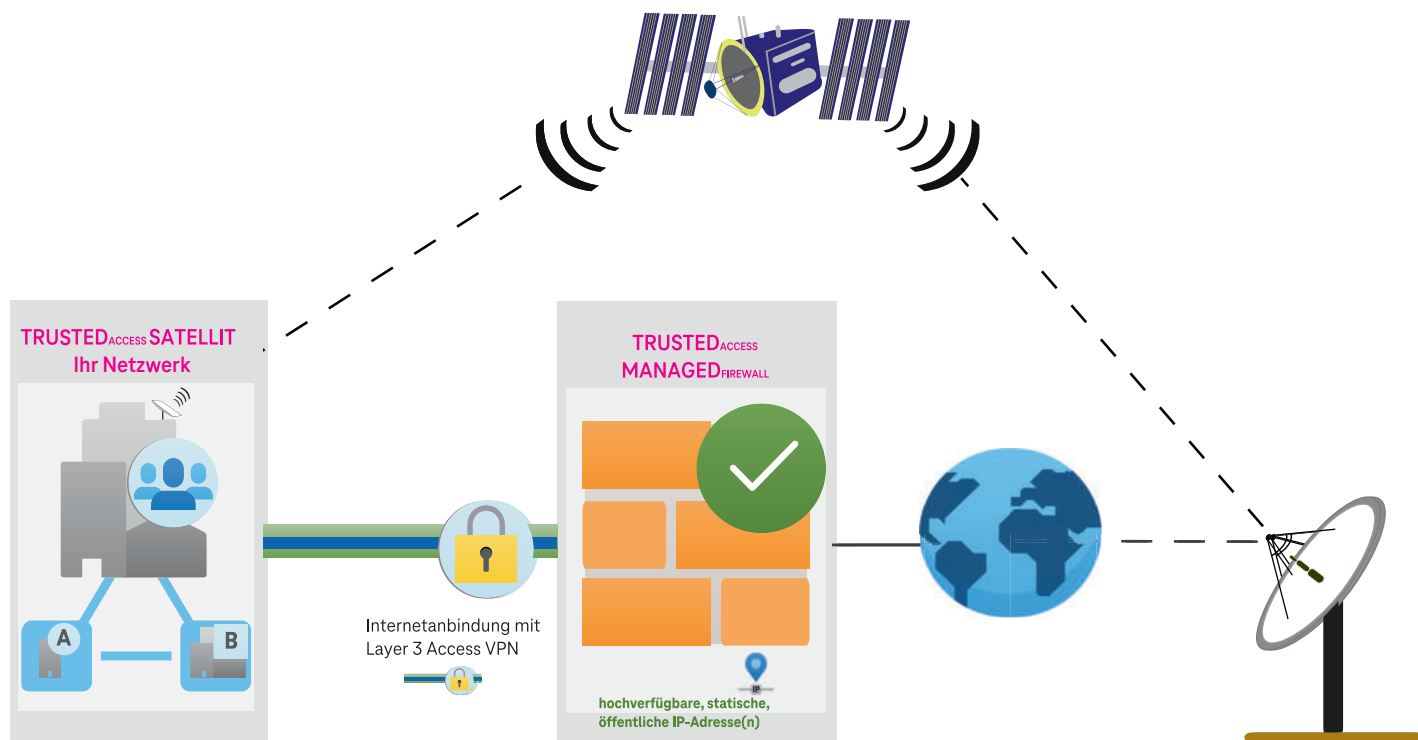 TRUSTEDACCESS SATELLIT
Ihr Netzwerk
A
B
Internetanbindung mit
Layer 3 Access VPN
TRUSTEDACCESS
MANAGEDFIREWALL
IP
hochverfügbare, statische,
öffentliche IP-Adresse(n)